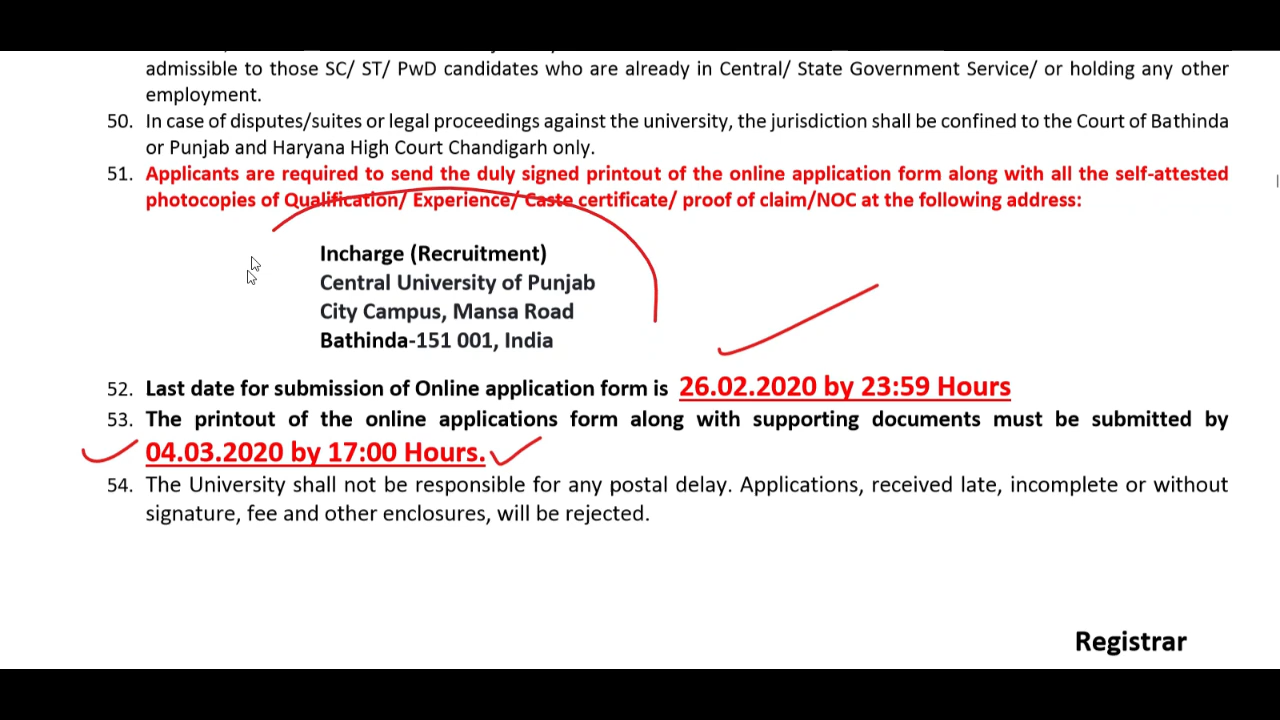 admissible to those SC/ ST/ PwD candidates who are already in Central/ State Government Service/ or holding any other
employment.
50. In case of disputes/suites or legal proceedings against the university, the jurisdiction shall be confined to the Court of Bathinda
or Punjab and Haryana High Court Chandigarh only.
51. Applicants are required to send the duly signed printout of the online application form along with all the self-attested
photocopies of Qualification/ Experience/ Caste certificate/ proof of claim/NOC at the following address:
Incharge (Recruitment)
Central University of Punjab
City Campus, Mansa Road
Bathinda-151 001, India
52. Last date for submission of Online application form is 26.02.2020 by 23:59 Hours
53. The printout of the online applications form along with supporting documents must be submitted by
04.03.2020 by 17:00 Hours.
54. The University shall not be responsible for any postal delay. Applications, received late, incomplete or without
signature, fee and other enclosures, will be rejected.
Registrar